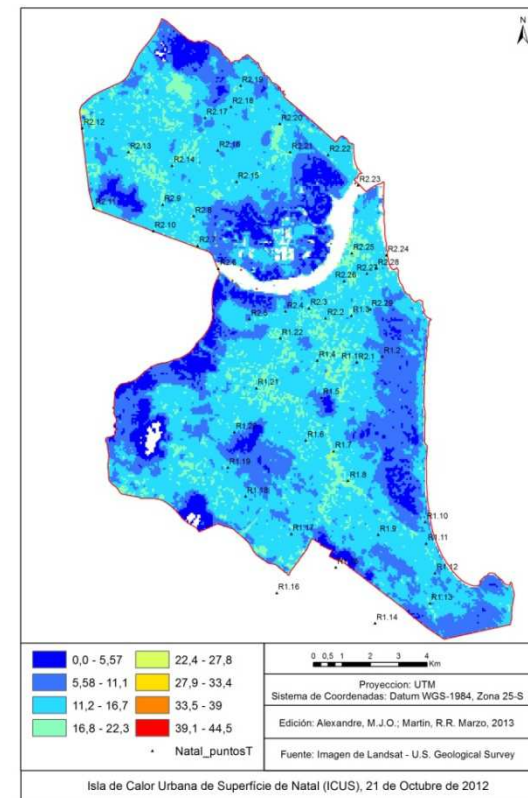 N
R2.19
R2.18
R2.17
R2.20
R2.12
R2.13
R2.16
R2.21
R2.22
R2.14
R2.15
R2.23
R2.11
R2.9
R2.8
R2.10
R2.7
R2.25
R2.24
R2.6
R2.27
R2.28
R2.26
R2.4
R2.3
R2.29
R2.5
R2.2
R1.3
R1.22
R1.4
R1.1
R2.1
R1.2
R1.21
R1.5
R1.20
R1.6
R1.7
R1.19
R1.8
R1.18
R1.10
R1.17
R1.9
R1.11
R1.12
R1.16
R1.13
R1.14
0,0 - 5,57
5,58 - 11,1
11,2 - 16,7
16,8 - 22,3
22,4 - 27,8
27,9 - 33,4
33,5 - 39
39,1 - 44,5
Natal_puntosT
0 0,5 1 2 3 4
Km
Proyeccion: UTM
Sistema de Coordenadas: Datum WGS-1984, Zona 25-S
Edición: Alexandre, M.J.O.; Martin, R.R. Marzo, 2013
Fuente: Imagen de Landsat - U.S. Geological Survey
Isla de Calor Urbana de Superfície de Natal (ICUS), 21 de Octubre de 2012